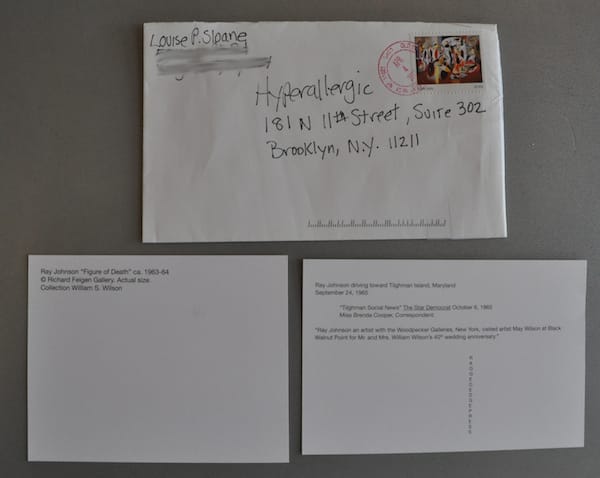 Louise P. Sloane
Hyperallergic
181 N 11th Street, Suite 302
Brooklyn, N.Y. 11211
Ray Johnson "Figure of Death" ca. 1963-64
© Richard Feigen Gallery. Actual size.
Collection William S. Wilson
Ray Johnson driving toward Tilghman Island, Maryland
September 24, 1965
"Tilghman Social News" The Star Democrat October 6, 1965
Miss Brenda Cooper, Correspondent.
"Ray Johnson an artist with the Woodpecker Galleries, New York, visited artist May Wilson at Black
Walnut Point for Mr. and Mrs. William Wilson's 40th wedding anniversary."
RAGGEDEDGEPRESS